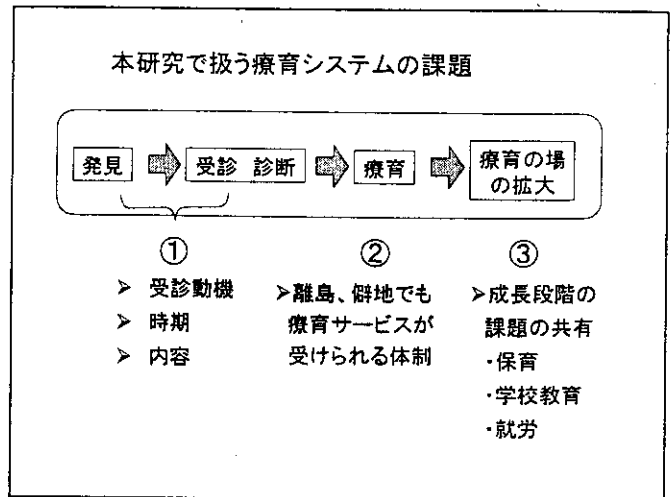 本研究で扱う療育システムの課題
発見
受診 診断
療育
療育の場
の拡大
①
➢ 受診動機
➢ 時期
➢ 内容
②
➢離島、僻地でも
療育サービスが
受けられる体制
③
➢成長段階の
課題の共有
・保育
・学校教育
・就労